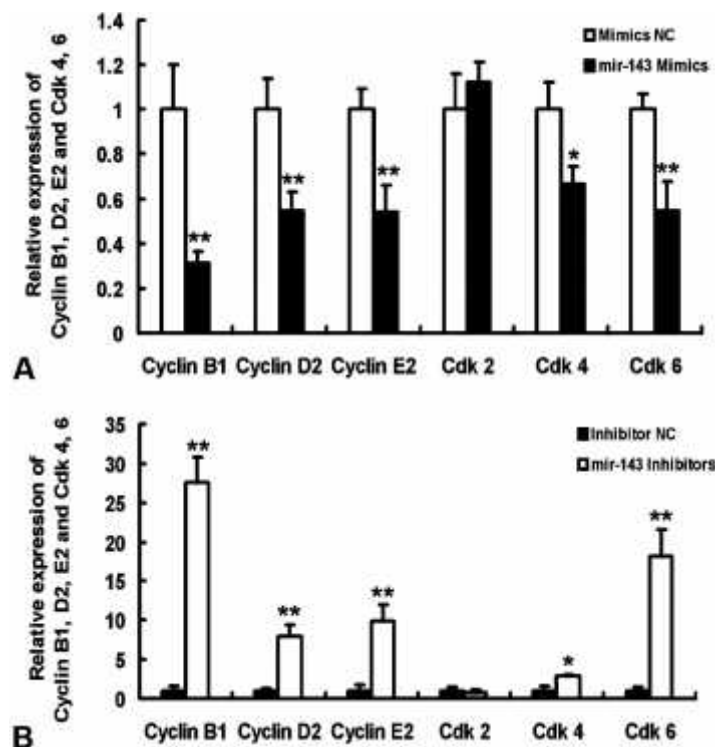 Relative expression of
Cyclin B1, D2, E2 and Cdk 4, 6
1.4
1.2
1
0.8
0.6
0.4
0.2
0
Mimics NC
mir-143 Mimics
**
**
**
*
**
Cyclin B1 Cyclin D2 Cyclin E2 Cdk 2 Cdk 4 Cdk 6
A
Relative expression of
Cyclin B1, D2, E2 and Cdk 4, 6
35
30
25
20
15
10
5
0
Inhibitor NC
mir-143 Inhibitors
**
**
**
*
**
Cyclin B1 Cyclin D2 Cyclin E2 Cdk 2 Cdk 4 Cdk 6
B